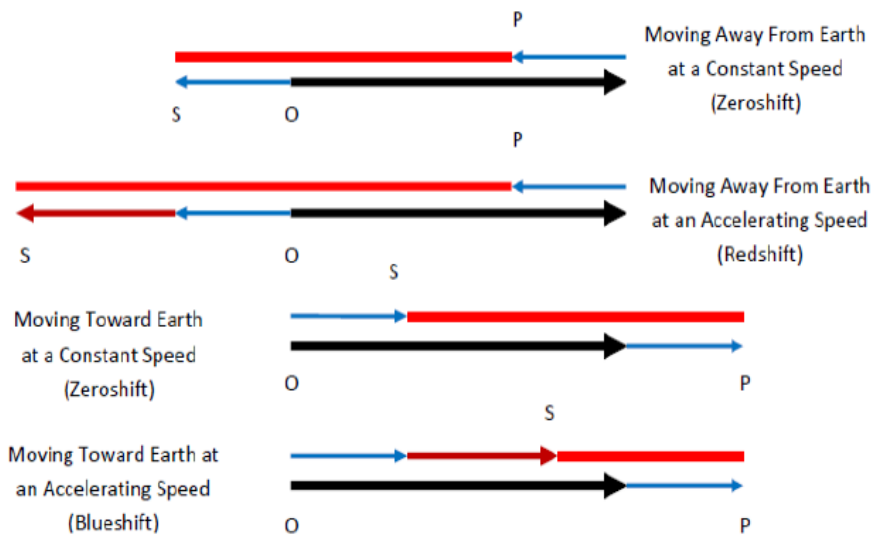 P
Moving Away From Earth
at a Constant Speed
(Zeroshift)
S O
P
Moving Away From Earth
at an Accelerating Speed
(Redshift)
S O
S
Moving Toward Earth
at a Constant Speed
(Zeroshift)
O P
S
Moving Toward Earth at
an Accelerating Speed
(Blueshift)
O P